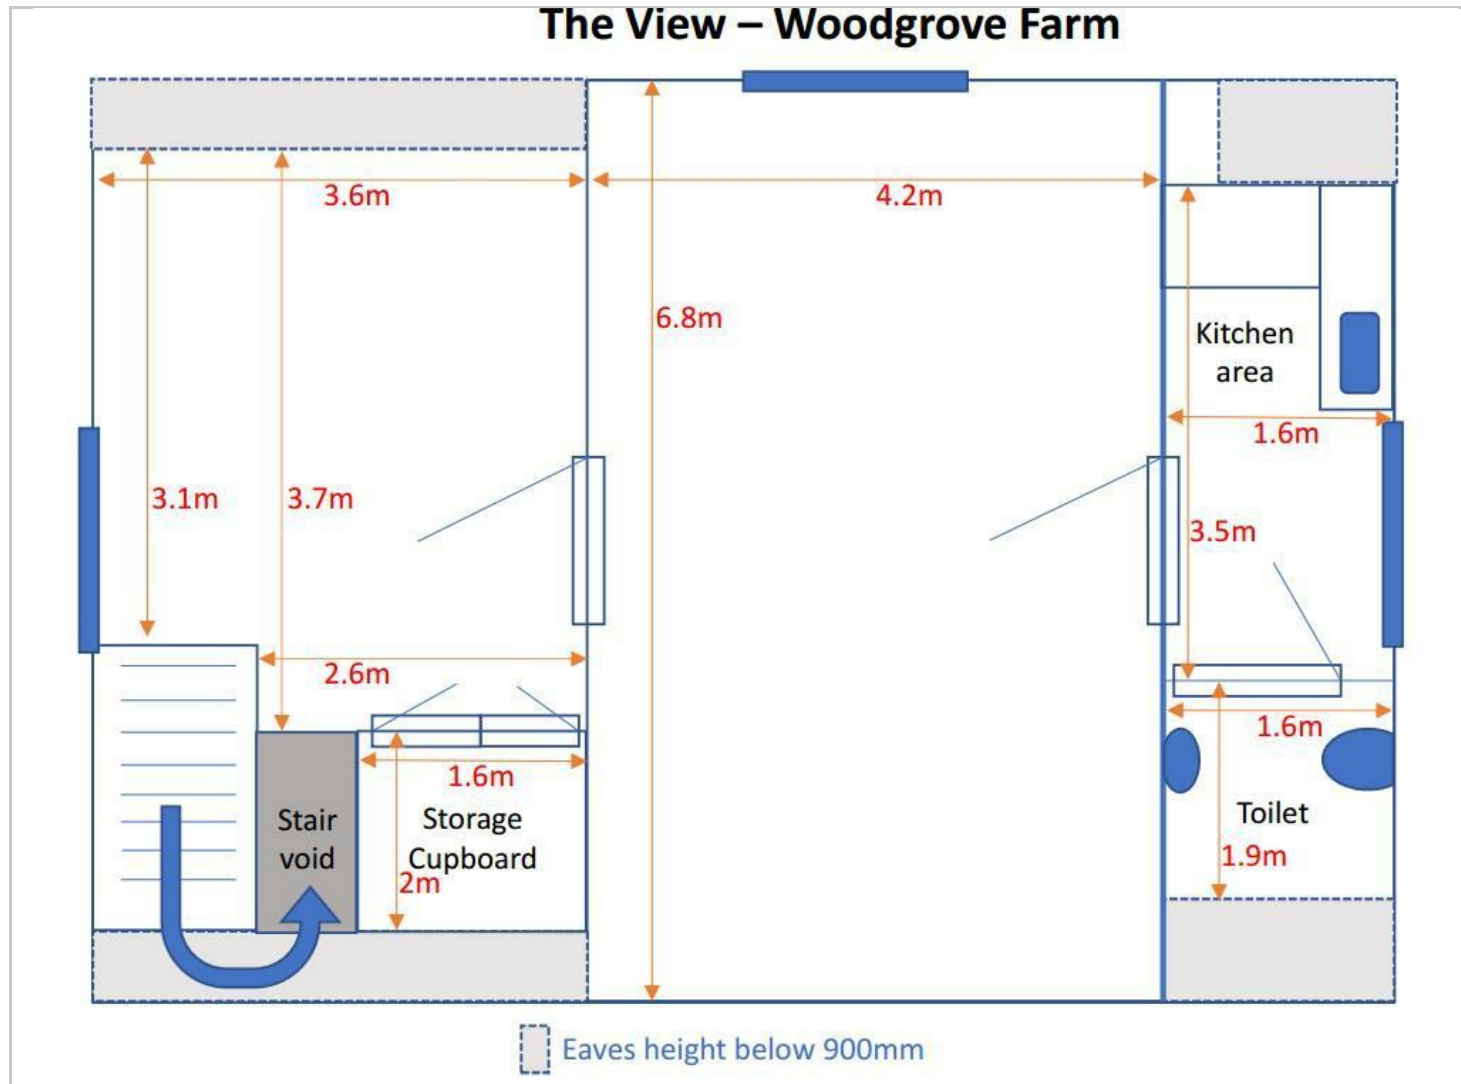 The View – Woodgrove Farm
3.6m
4.2m
6.8m
Kitchen
area
1.6m
3.1m
3.7m
3.5m
2.6m
1.6m
1.6m
Stair
void
Storage
Cupboard
2m
Toilet
1.9m
Eaves height below 900mm